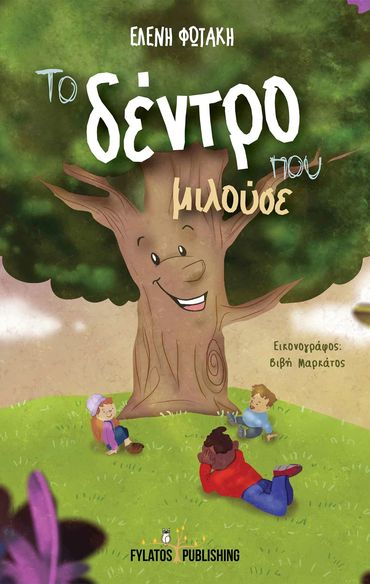 ΕΛΕΝΗ ΦΩΤΑΚΗ
Το
δέντρο
που
μιλούσε
Εικονογράφος:
Βιβή Μαρκάτος
FYLATOS PUBLISHING